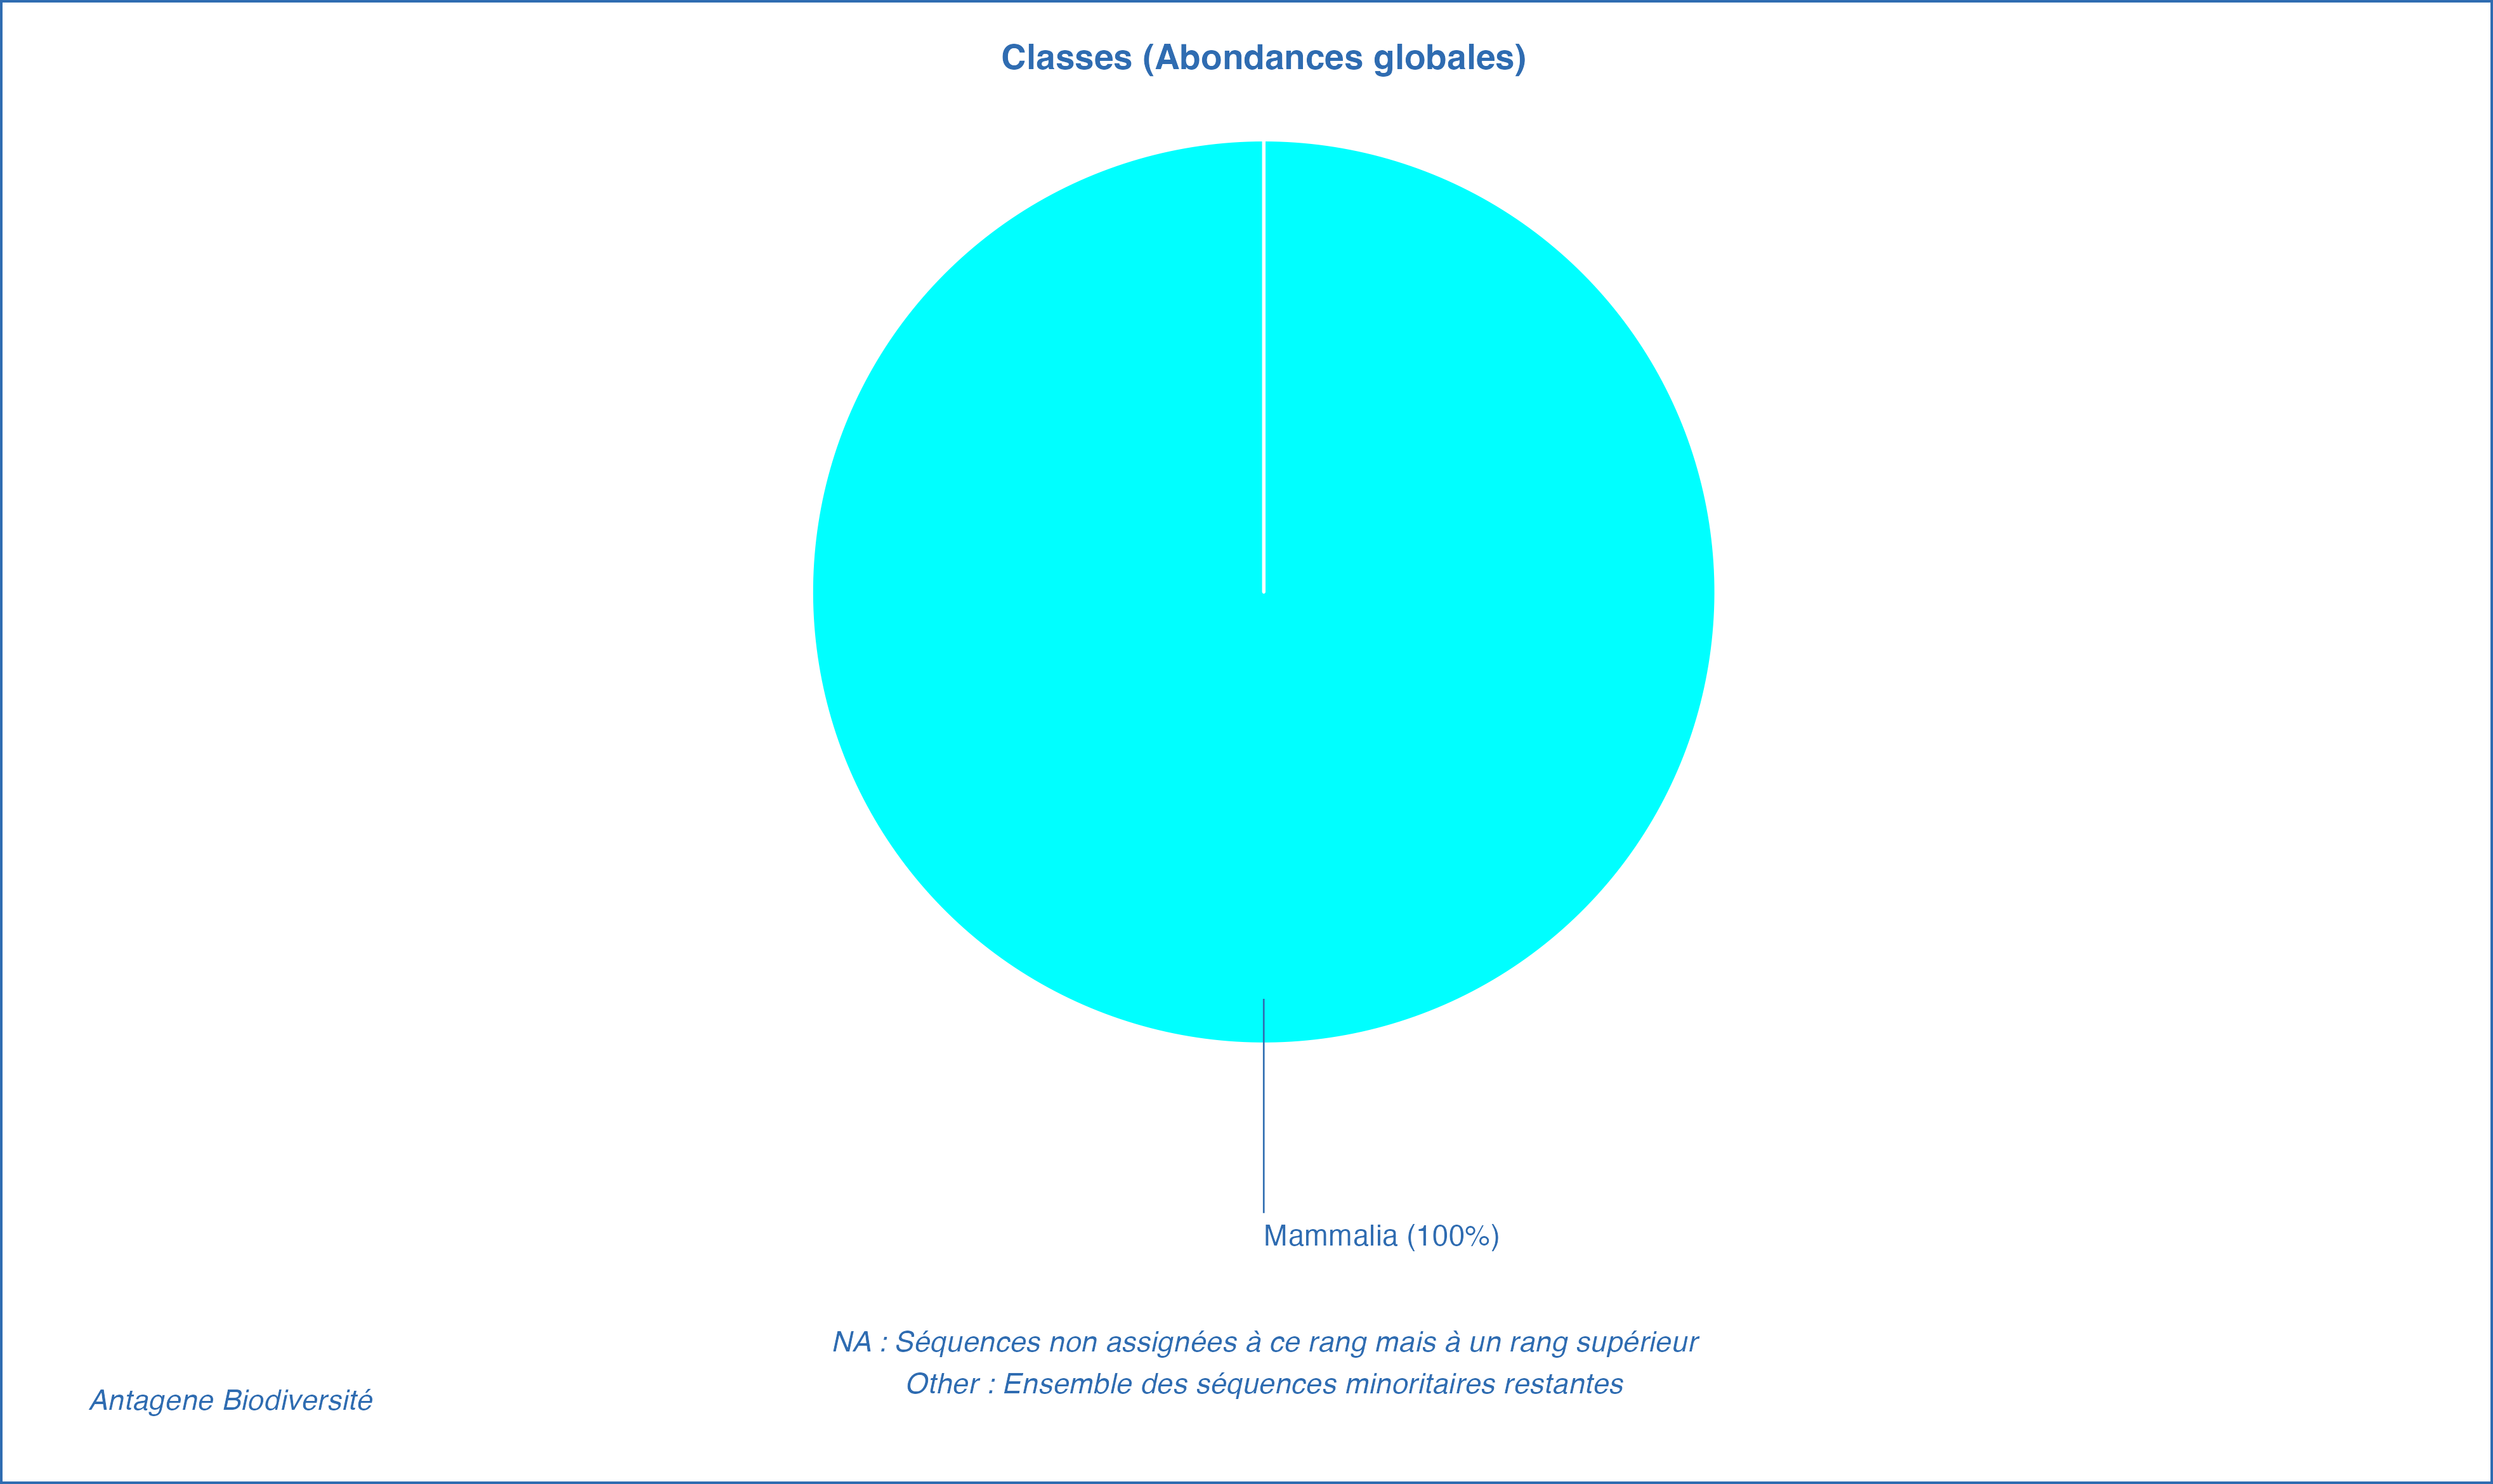 Classes (Abondances globales)
Mammalia (100%)
NA : Séquences non assignées à ce rang mais à un rang supérieur
Other : Ensemble des séquences minoritaires restantes
Antagene Biodiversité